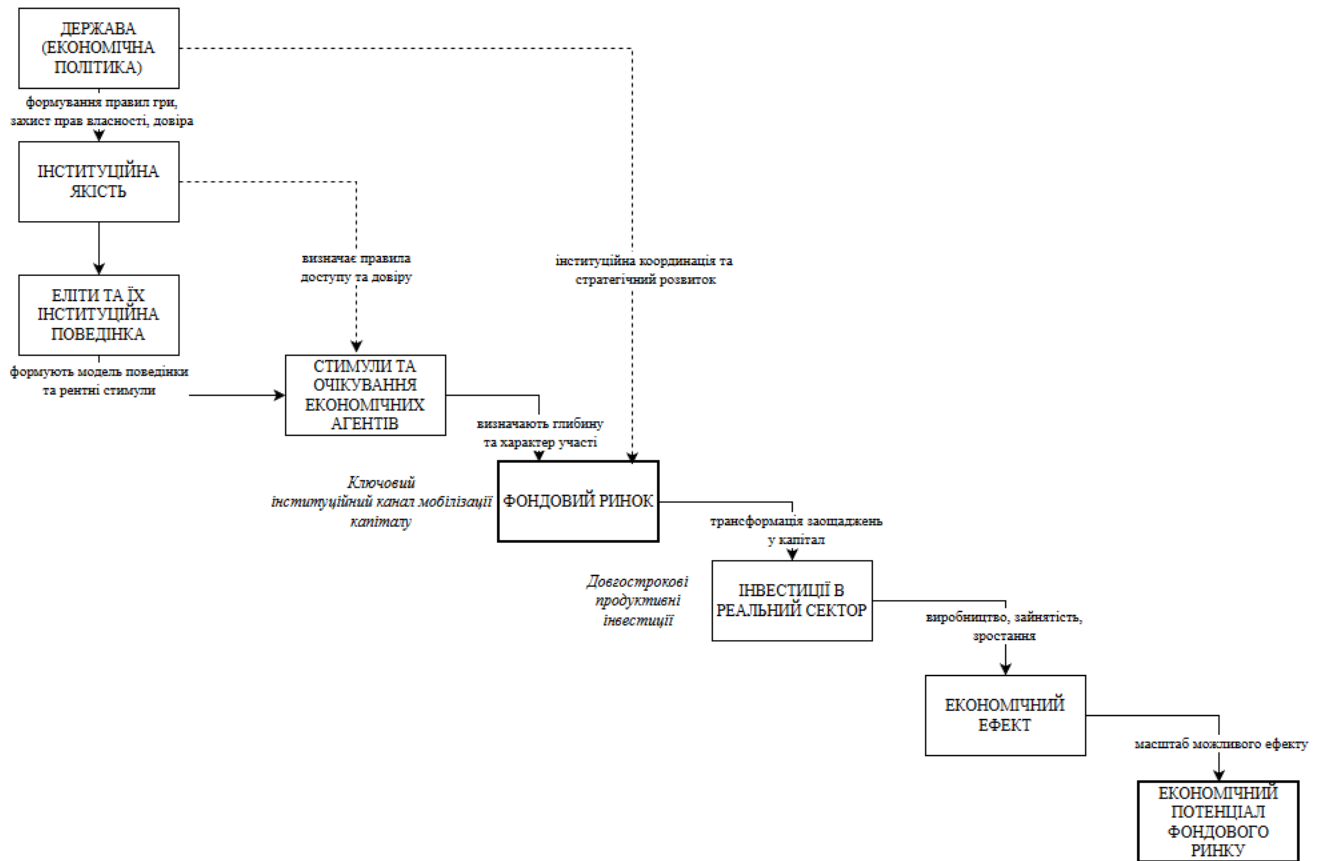 ДЕРЖАВА
(ЕКОНОМІЧНА
ПОЛІТИКА)
формування правил гри,
захист прав власності, довіра
ІНСТИТУЦІЙНА
ЯКІСТЬ
визначає правила
доступу та довіру
інституційна координація та
стратегічний розвиток
ЕЛІТИ ТА ЇХ
ІНСТИТУЦІЙНА
ПОВЕДІНКА
формують модель поведінки
та рентні стимули
СТИМУЛИ ТА
ОЧІКУВАННЯ
ЕКОНОМІЧНИХ
АГЕНТІВ
визначають глибину
та характер участі
Ключовий
інституційний канал мобілізації
капіталу
ФОНДОВИЙ РИНОК
трансформація заощаджень
у капітал
Довгострокові
продуктивні
інвестиції
ІНВЕСТИЦІЇ В
РЕАЛЬНИЙ СЕКТОР
виробництво, зайнятість,
зростання
ЕКОНОМІЧНИЙ
ЕФЕКТ
масштаб можливого ефекту
ЕКОНОМІЧНИЙ
ПОТЕНЦІАЛ
ФОНДОВОГО
РИНКУ